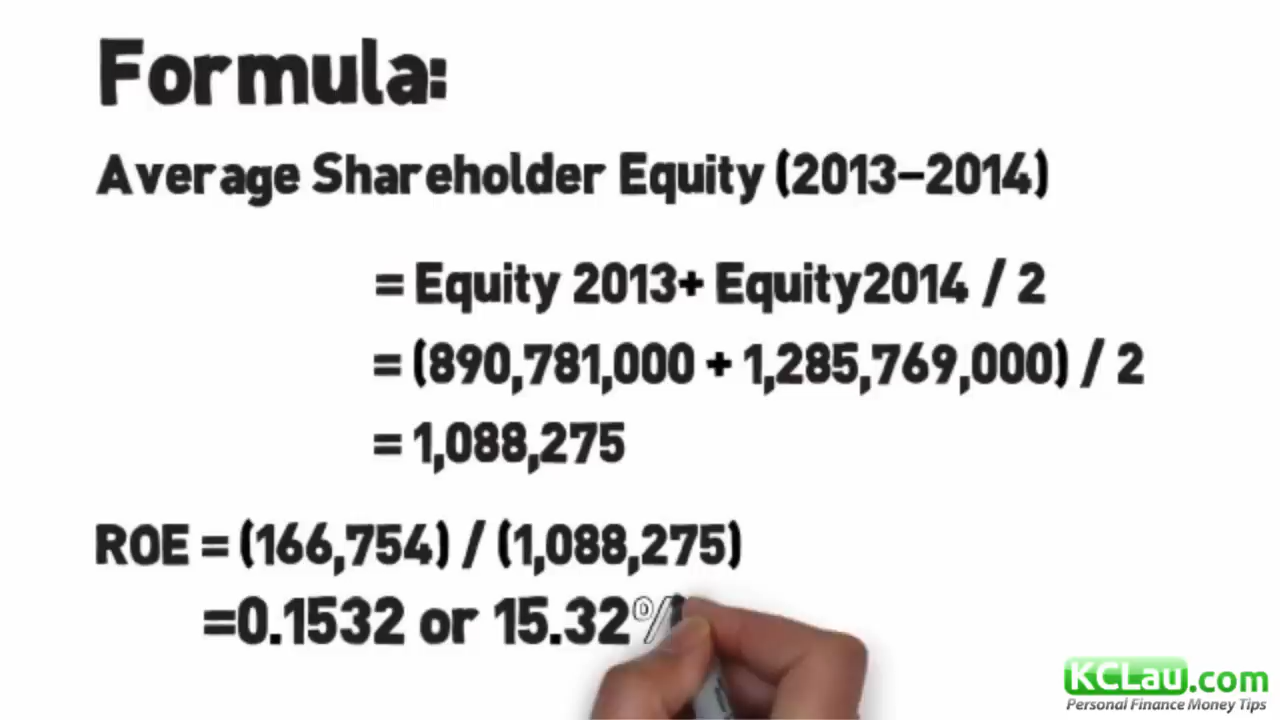 Formula:
Average Shareholder Equity (2013–2014)
= Equity 2013+ Equity2014 / 2
= (890,781,000 + 1,285,769,000) / 2
= 1,088,275
ROE = (166,754) / (1,088,275)
=0.1532 or 15.32%
KCLau.com
Personal Finance Money Tips